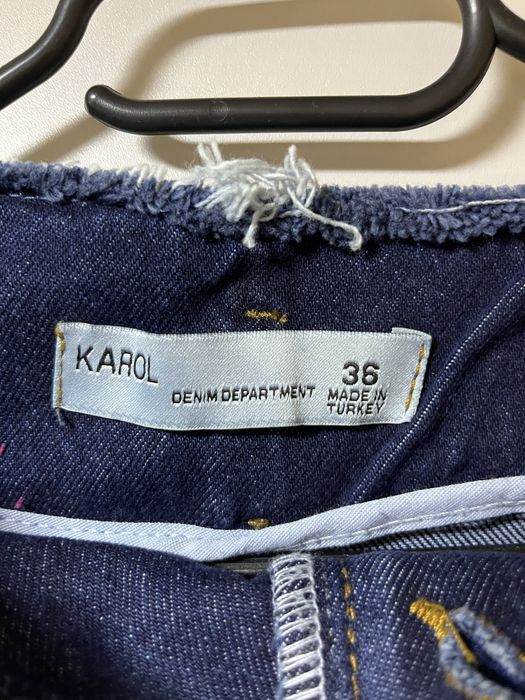 KAROL
DENIM DEPARTMENT
36
MADE IN
TURKEY